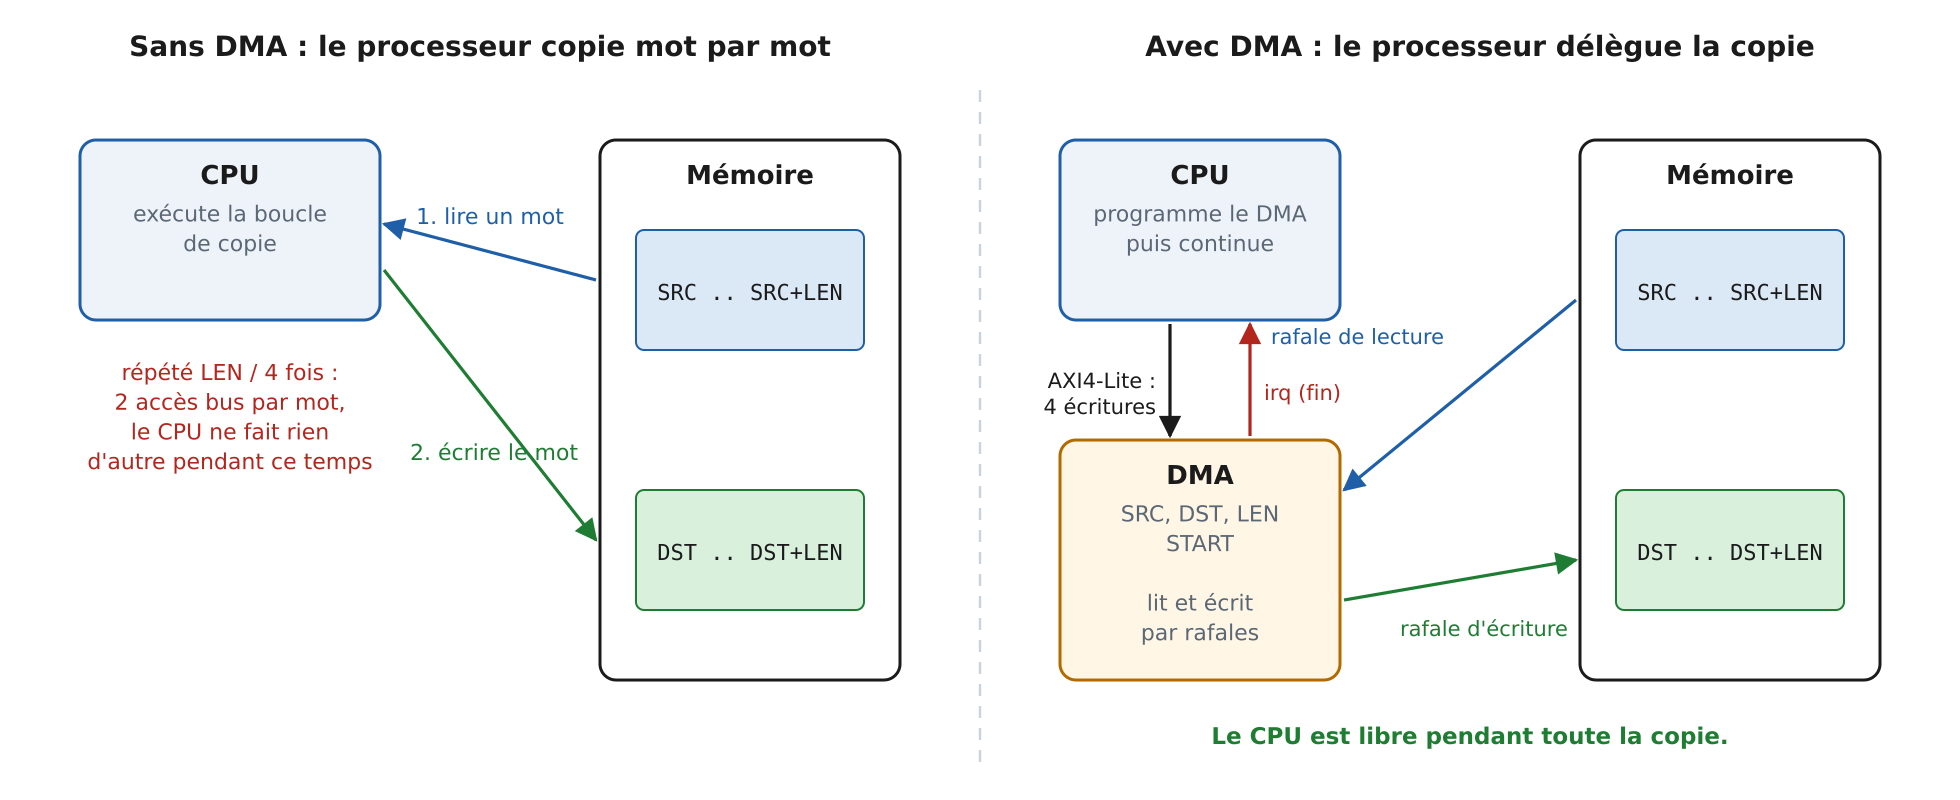 Sans DMA : le processeur copie mot par mot
CPU
exécute la boucle
de copie
1. lire un mot
répété LEN / 4 fois :
2 accès bus par mot,
le CPU ne fait rien
d'autre pendant ce temps
2. écrire le mot
Mémoire
SRC .. SRC+LEN
DST .. DST+LEN
Avec DMA : le processeur délègue la copie
CPU
programme le DMA
puis continue
rafale de lecture
AXI4-Lite :
4 écritures
irq (fin)
DMA
SRC, DST, LEN
START
lit et écrit
par rafales
rafale d'écriture
Mémoire
SRC .. SRC+LEN
DST .. DST+LEN
Le CPU est libre pendant toute la copie.